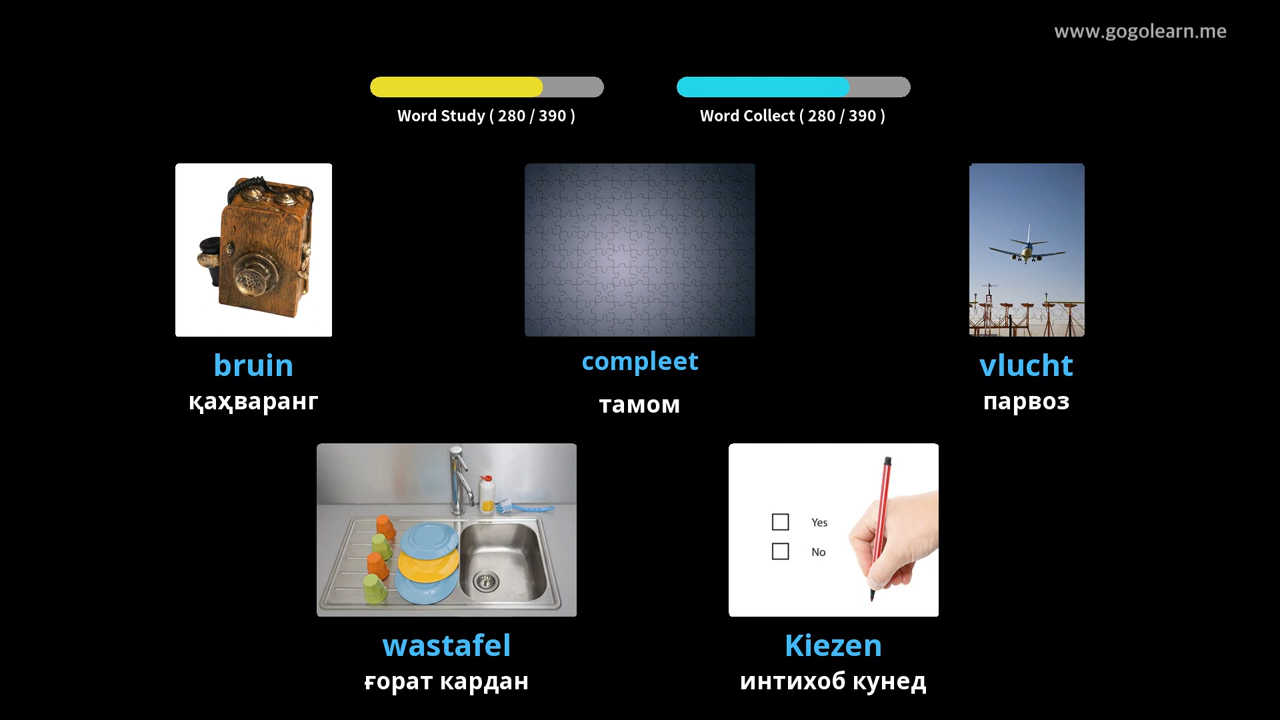 www.gogolearn.me
Word Study ( 280 / 390 )
Word Collect ( 280 / 390 )
bruin
қаҳваранг
compleet
тамом
vlucht
парвоз
Yes
No
wastafel
ғорат кардан
Kiezen
интихоб кунед